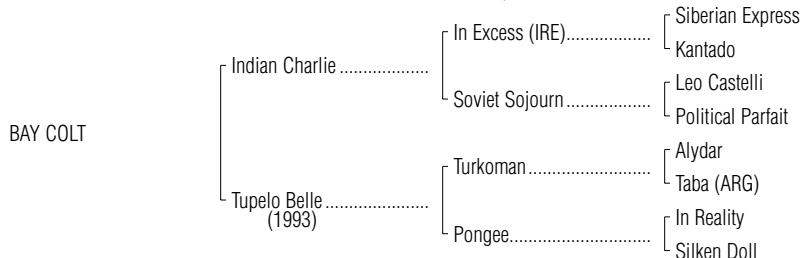 Siberian Express
In Excess (IRE)...................
Kantado
Indian Charlie ....................
Leo Castelli
Soviet Sojourn ...................
Political Parfait
BAY COLT
Alydar
Turkoman ...........................
Taba (ARG)
Tupelo Belle .......................
(1993)
In Reality
Pongee...............................
Silken Doll